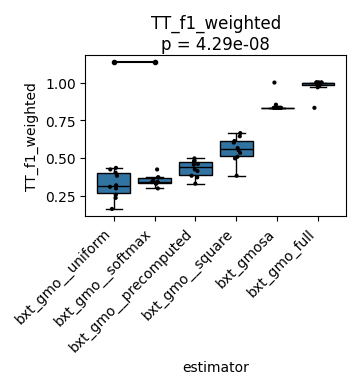 TT_f1_weighted
p = 4.29e-08
TT_f1_weighted
1.00
0.75
0.50
0.25
bxt_gmo__uniform
bxt_gmo__softmax
bxt_gmo__precomputed
bxt_gmo__square
bxt_gmosa
bxt_gmo_full
estimator